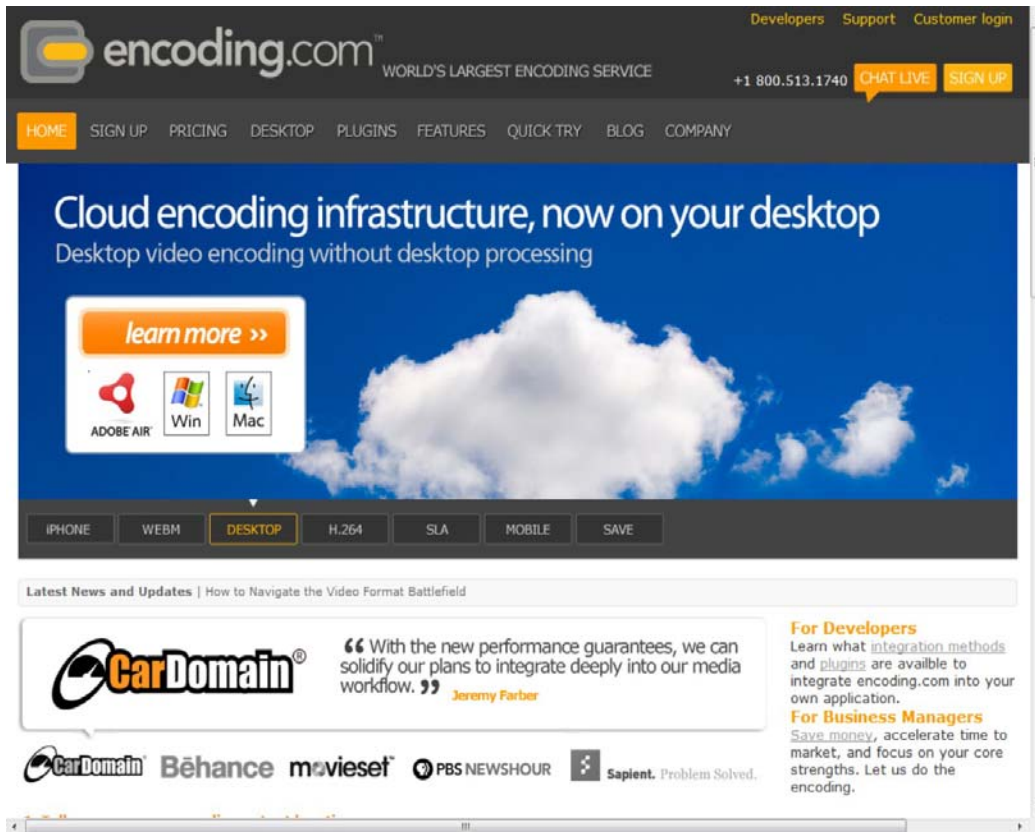 Developers Support Customer login
encoding.com™
WORLD'S LARGEST ENCODING SERVICE
+1 800.513.1740 CHAT LIVE SIGN UP
HOME SIGN UP PRICING DESKTOP PLUGINS FEATURES QUICK TRY BLOG COMPANY
Cloud encoding infrastructure, now on your desktop
Desktop video encoding without desktop processing
learn more >>
ADOBE® AIR™ Win Mac
iPHONE WEBM DESKTOP H.264 SLA MOBILE SAVE
Latest News and Updates | How to Navigate the Video Format Battlefield
CarDomain®
“ With the new performance guarantees, we can
solidify our plans to integrate deeply into our media
workflow. ” Jeremy Farber
CarDomain Bēhance movieset PBS NEWSHOUR Sapient. Problem Solved.
For Developers
Learn what integration methods
and plugins are availble to
integrate encoding.com into your
own application.
For Business Managers
Save money, accelerate time to
market, and focus on your core
strengths. Let us do the
encoding.